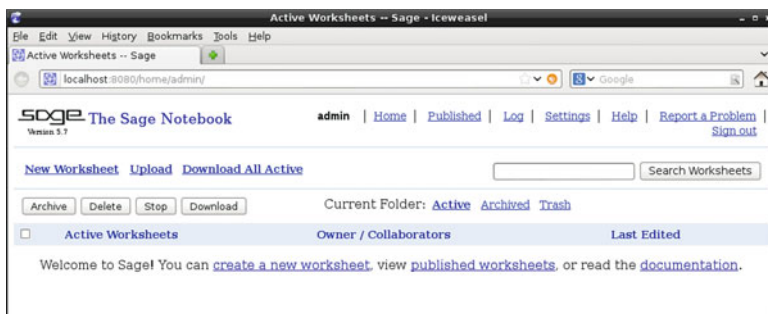 Active Worksheets -- Sage - Iceweasel
File Edit View History Bookmarks Tools Help
Active Worksheets -- Sage
localhost:8080/home/admin/ Google
sage The Sage Notebook admin | Home | Published | Log | Settings | Help | Report a Problem |
Version 5.7 Sign out
New Worksheet Upload Download All Active Search Worksheets
Archive Delete Stop Download Current Folder: Active Archived Trash
Active Worksheets Owner / Collaborators Last Edited
Welcome to Sage! You can create a new worksheet, view published worksheets, or read the documentation.